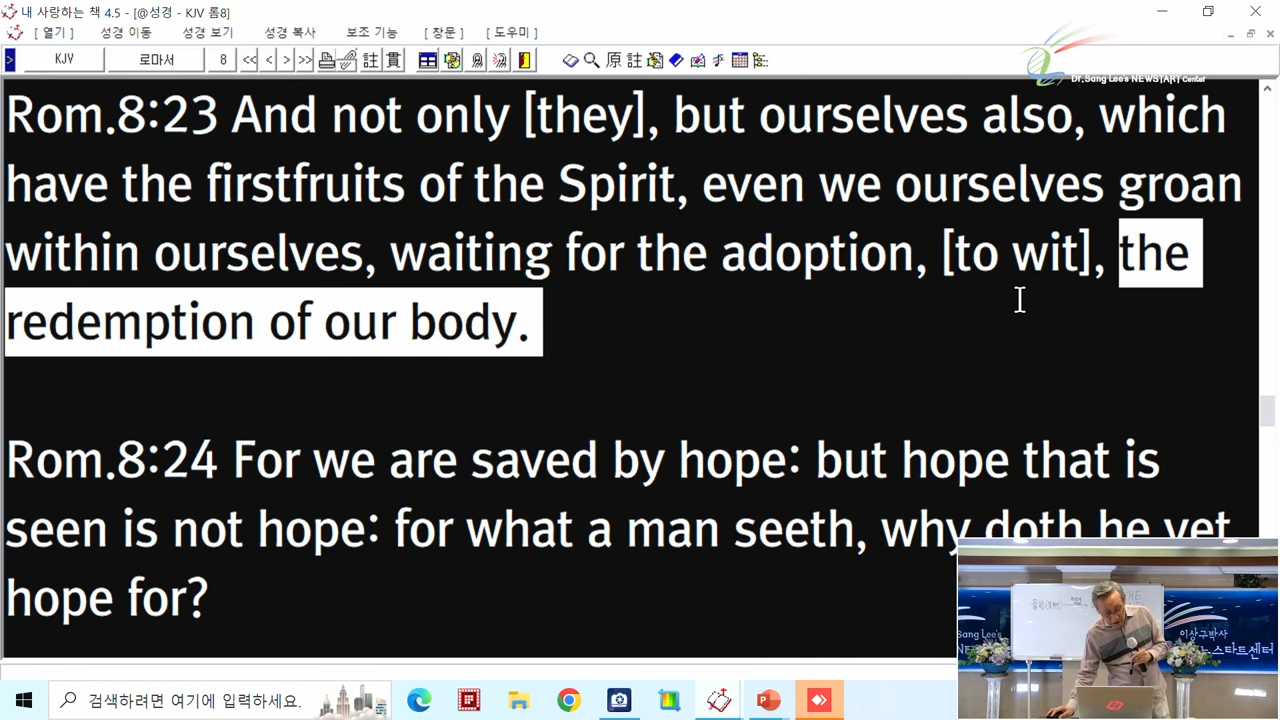 내 사랑하는 책 4.5 - [@성경 - KJV 롬8]
[ 열기 ] 성경 이동 성경 보기 성경 복사 보조 기능 [ 창문 ] [ 도우미 ]
> KJV 로마서 8 << < > >> 註 貫 原 註
Dr.Sang Lee's NEWSTART Center
Rom.8:23 And not only [they], but ourselves also, which
have the firstfruits of the Spirit, even we ourselves groan
within ourselves, waiting for the adoption, [to wit], the
redemption of our body.
Rom.8:24 For we are saved by hope: but hope that is
seen is not hope: for what a man seeth, why doth he yet
hope for?
Sang Lee's
이상구박사
뉴스타트센터
검색하려면 여기에 입력하세요.